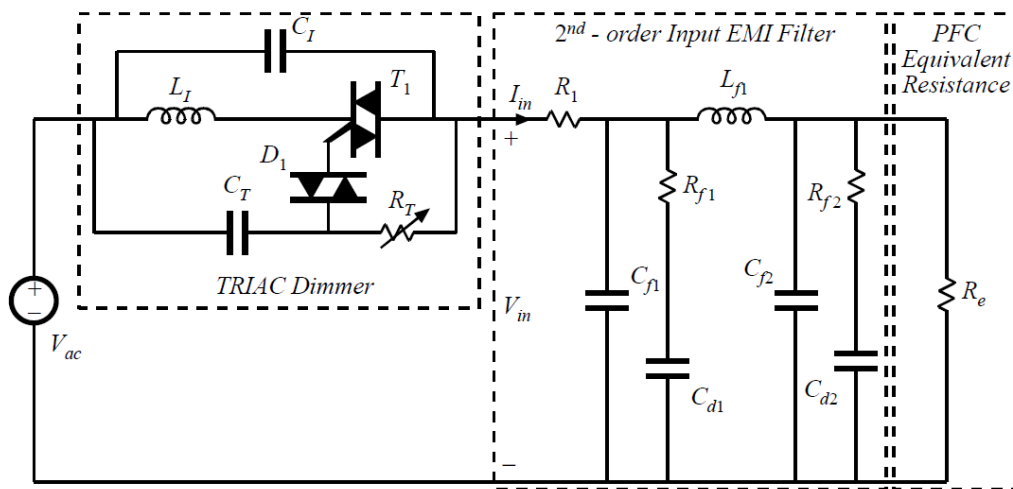 C_I
2nd - order Input EMI Filter
PFC
Equivalent
Resistance
L_I
T_1
I_in
R_1
L_f1
+
D_1
C_T
R_T
R_f1
R_f2
TRIAC Dimmer
+
−
V_ac
V_in
C_f1
C_f2
R_e
C_d1
C_d2
−